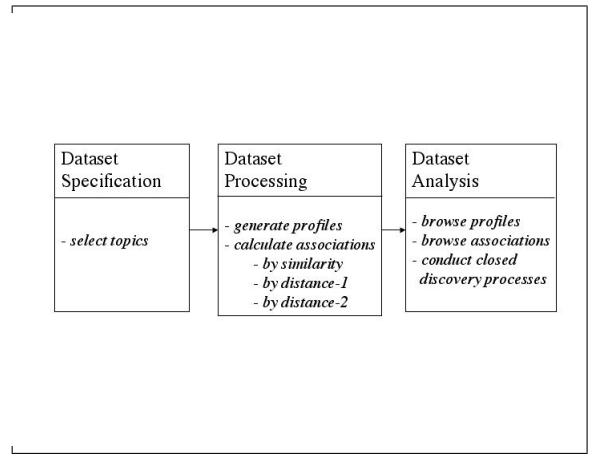 Dataset
Specification
- select topics
Dataset
Processing
- generate profiles
- calculate associations
- by similarity
- by distance-1
- by distance-2
Dataset
Analysis
- browse profiles
- browse associations
- conduct closed
discovery processes